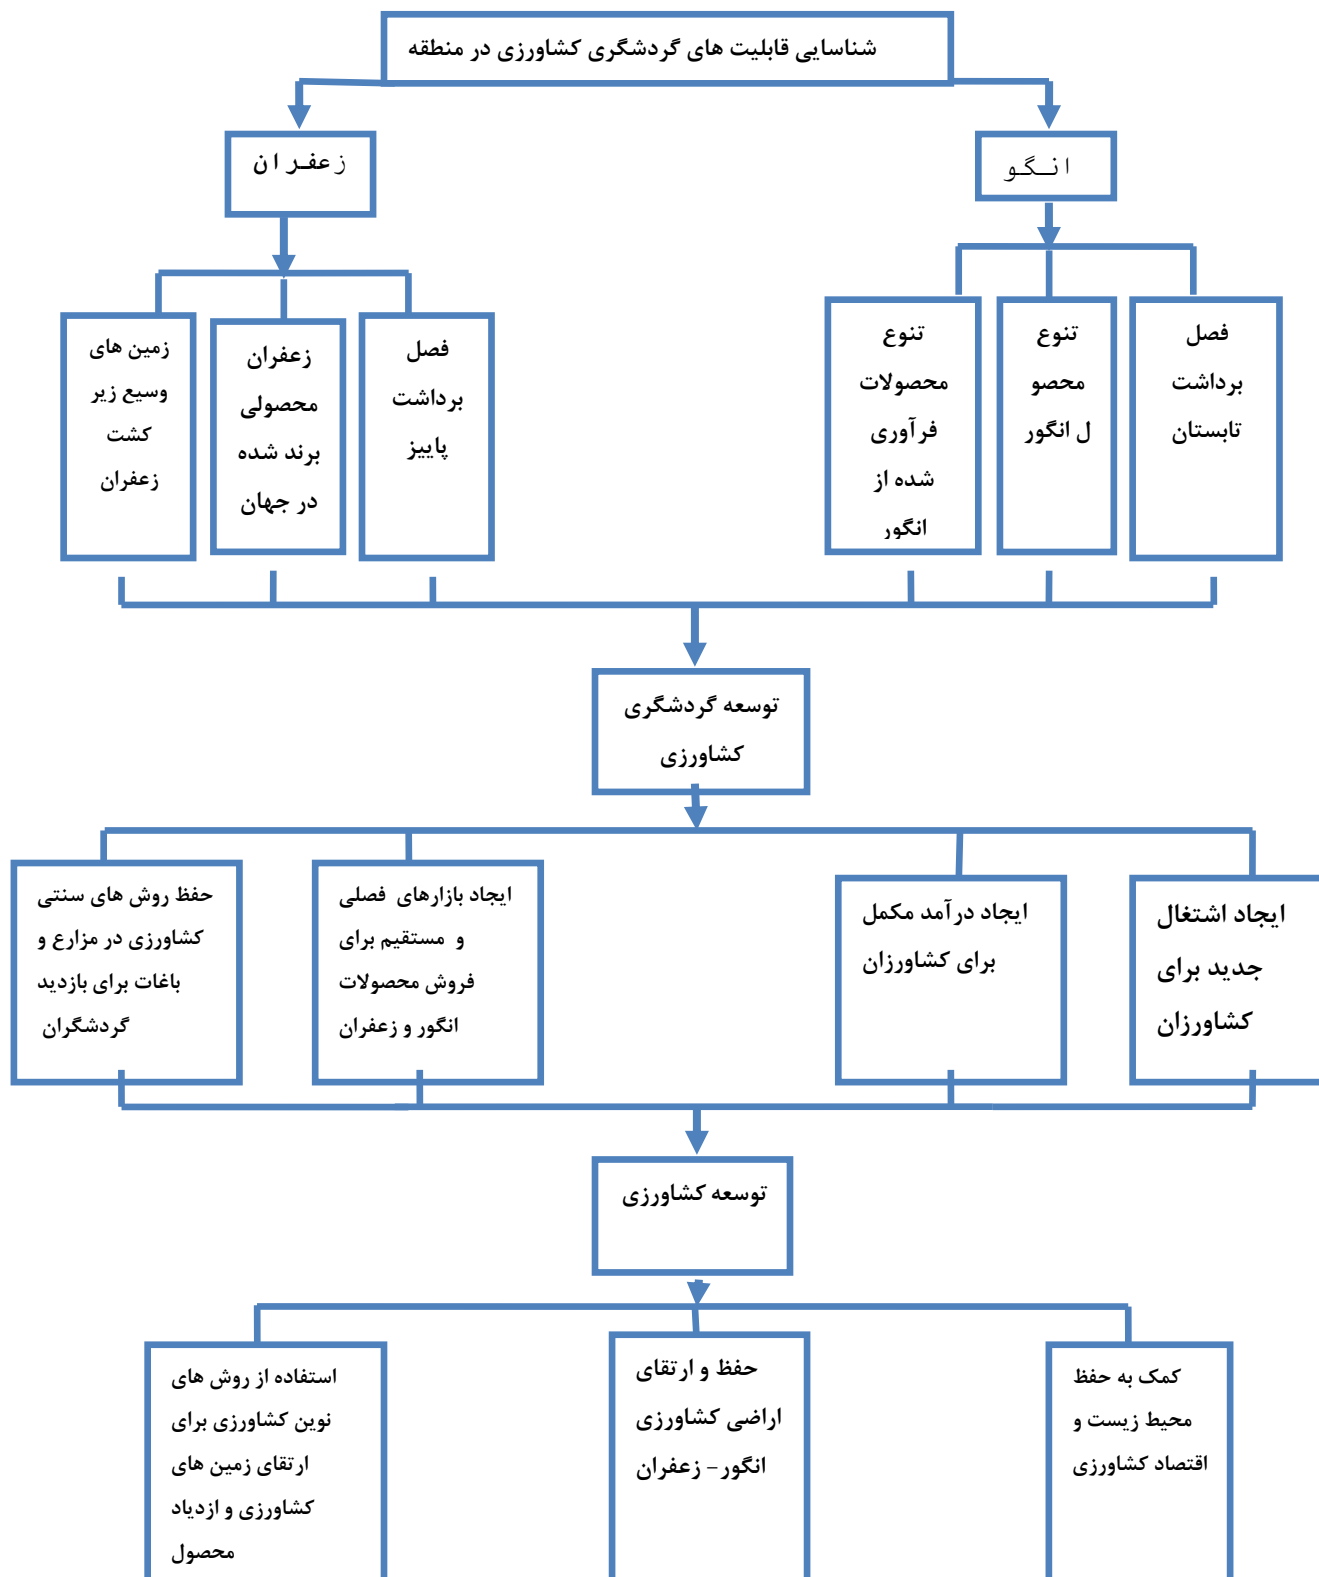 شناسایی قابلیت های گردشگری کشاورزی در منطقه
انگو
زعفران
فصل
برداشت
تابستان
تنوع
محصو
ل انگور
تنوع
محصولات
فرآوری
شده از
انگور
فصل
برداشت
پاییز
زعفران
محصولی
برند شده
در جهان
زمین های
وسیع زیر
کشت
زعفران
توسعه گردشگری
کشاورزی
ایجاد اشتغال
جدید برای
کشاورزان
ایجاد درآمد مکمل
برای کشاورزان
ایجاد بازارهای فصلی
و مستقیم برای
فروش محصولات
انگور و زعفران
حفظ روش های سنتی
کشاورزی در مزارع و
باغات برای بازدید
گردشگران
توسعه کشاورزی
کمک به حفظ
محیط زیست و
اقتصاد کشاورزی
حفظ و ارتقای
اراضی کشاورزی
انگور – زعفران
استفاده از روش های
نوین کشاورزی برای
ارتقای زمین های
کشاورزی و ازدیاد
محصول